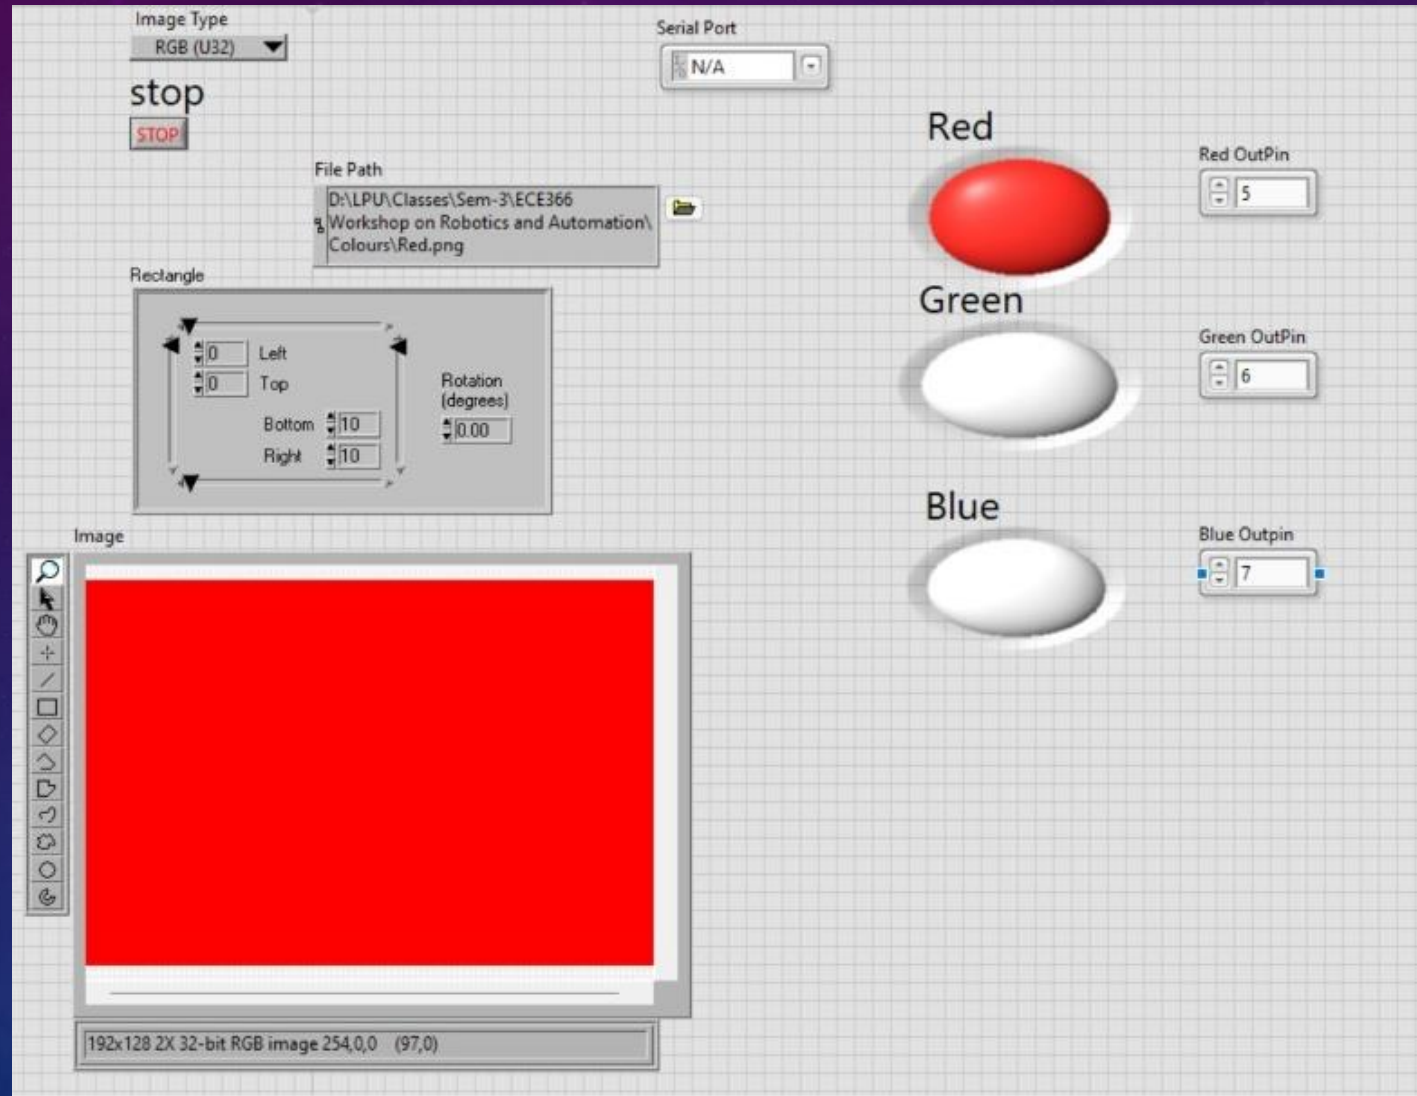 Image Type
RGB (U32)
stop
STOP
Serial Port
N/A
File Path
D:\LPU\Classes\Sem-3\ECE366
Workshop on Robotics and Automation\
Colours\Red.png
Rectangle
0 Left
0 Top
Bottom 10
Right 10
Rotation
(degrees)
0.00
Image
192x128 2X 32-bit RGB image 254,0,0 (97,0)
Red
Red OutPin
5
Green
Green OutPin
6
Blue
Blue Outpin
7